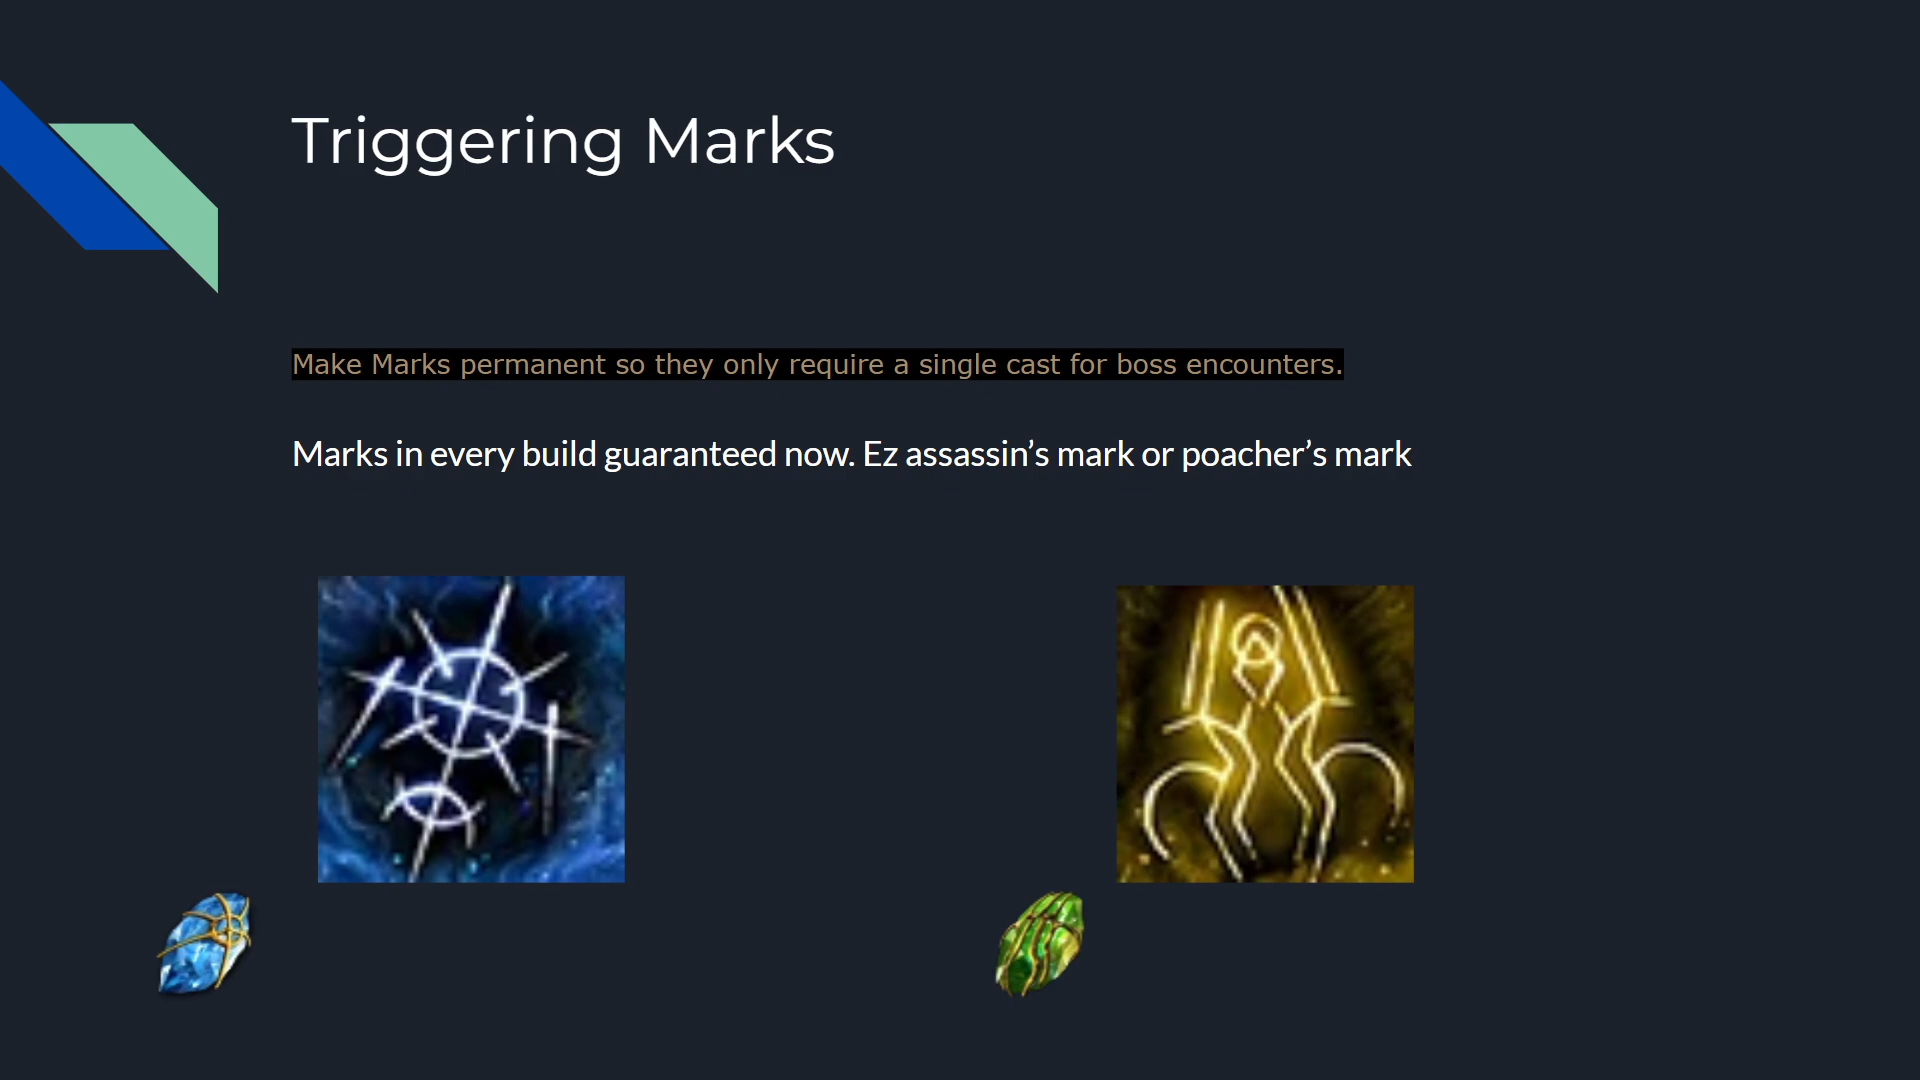 Triggering Marks
Make Marks permanent so they only require a single cast for boss encounters.
Marks in every build guaranteed now. Ez assassin’s mark or poacher’s mark